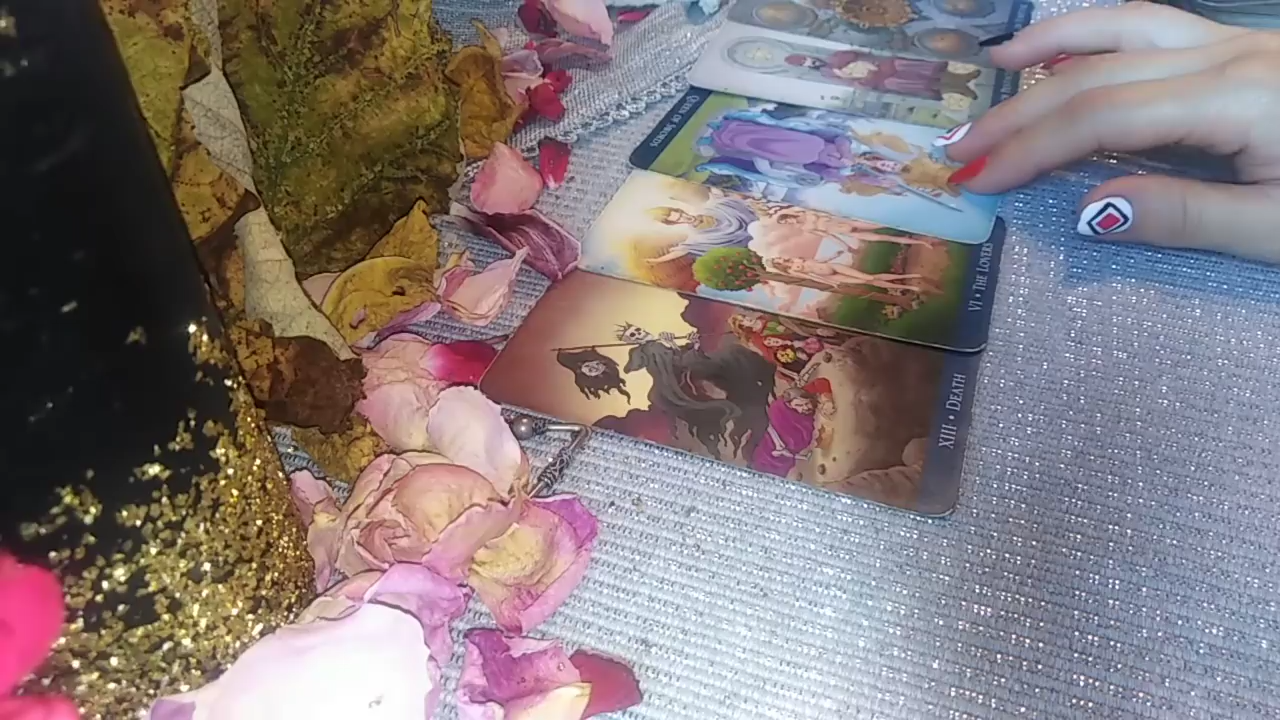 QUEEN OF SWORDS
VI • THE LOVERS
XIII • DEATH